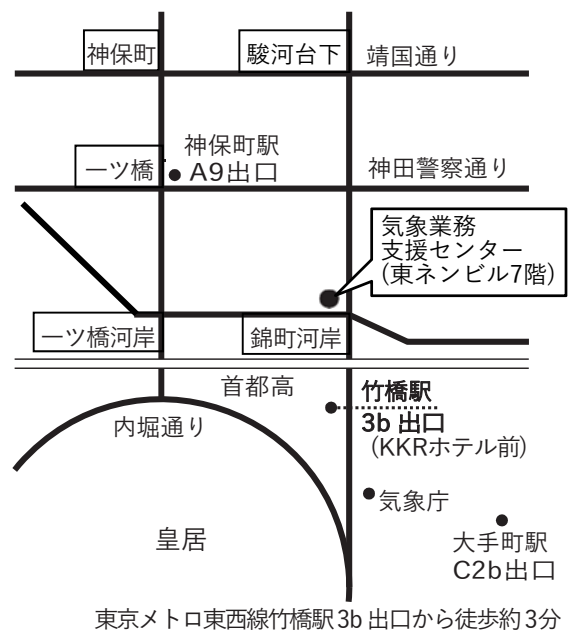 神保町
駿河台下
靖国通り
神保町駅
A9出口
一ツ橋
神田警察通り
気象業務
支援センター
(東ネンビル7階)
一ツ橋河岸
錦町河岸
首都高
竹橋駅
3b 出口
(KKRホテル前)
内堀通り
気象庁
皇居
大手町駅
C2b出口
東京メトロ東西線竹橋駅3b 出口から徒歩約3分